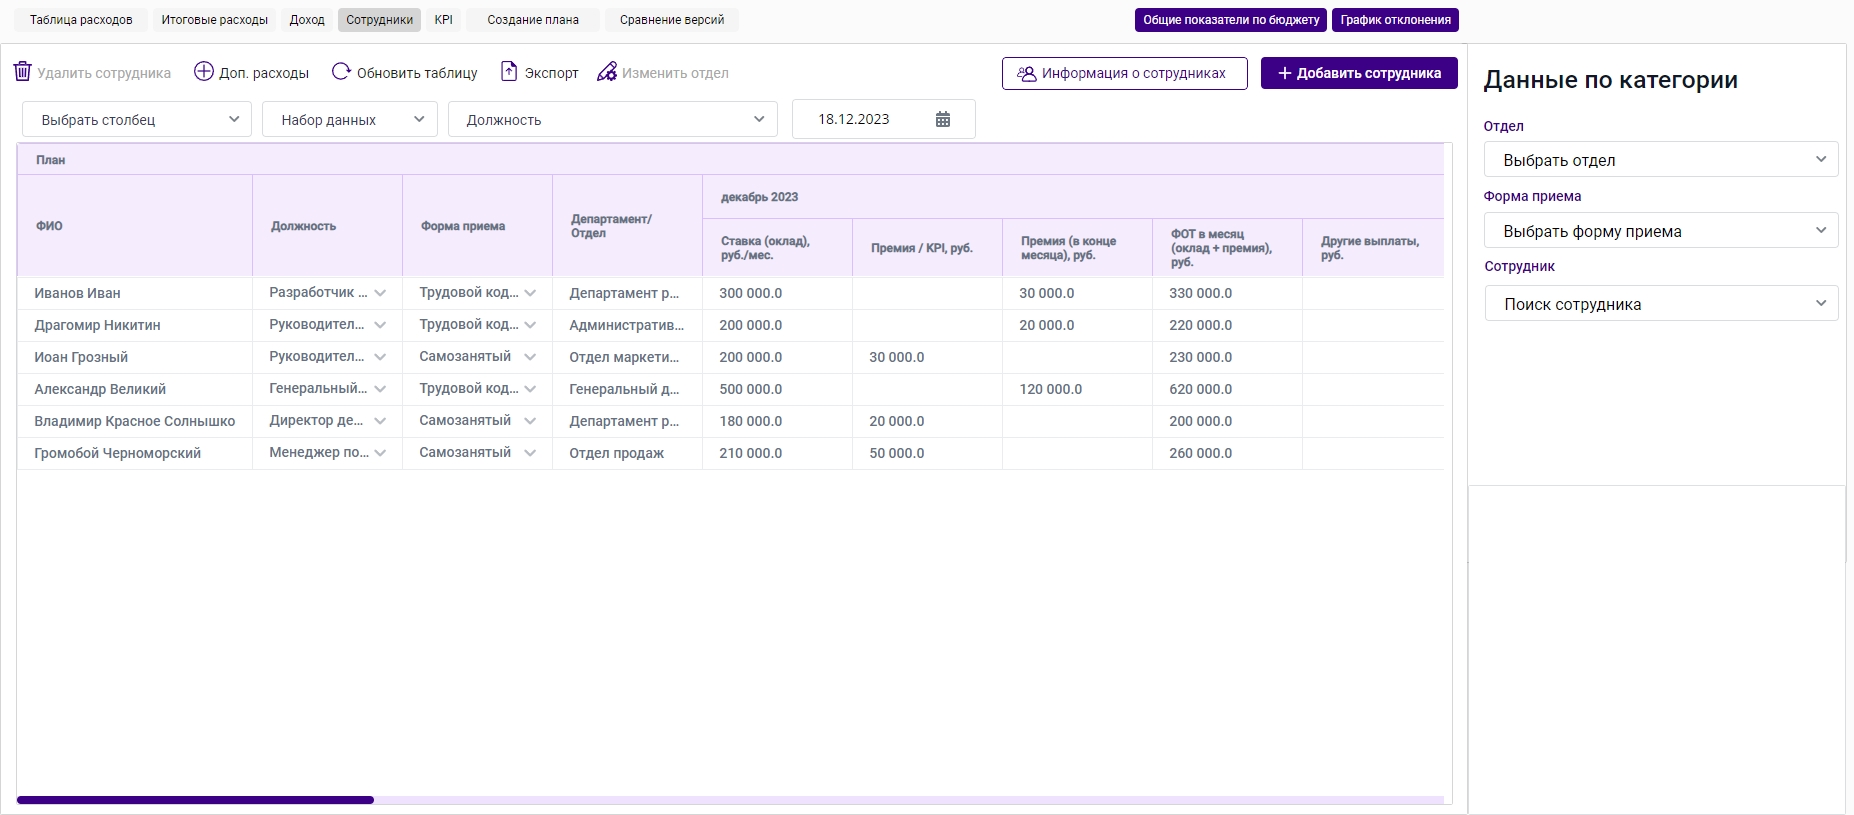 Таблица расходов Итоговые расходы Доход Сотрудники KPI Создание плана Сравнение версий Общие показатели по бюджету График отклонения
Удалить сотрудника Доп. расходы Обновить таблицу Экспорт Изменить отдел Информация о сотрудниках + Добавить сотрудника
Выбрать столбец Набор данных Должность 18.12.2023
План
ФИО Должность Форма приема Департамент/
Отдел
декабрь 2023
Ставка (оклад),
руб./мес.
Премия / KPI, руб.
Премия (в конце
месяца), руб.
ФОТ в месяц
(оклад + премия),
руб.
Другие выплаты,
руб.
Иванов Иван Разработчик ... Трудовой код... Департамент р... 300 000.0 30 000.0 330 000.0
Драгомир Никитин Руководител... Трудовой код... Административ... 200 000.0 20 000.0 220 000.0
Иоан Грозный Руководител... Самозанятый Отдел маркети... 200 000.0 30 000.0 230 000.0
Александр Великий Генеральный... Трудовой код... Генеральный д... 500 000.0 120 000.0 620 000.0
Владимир Красное Солнышко Директор де... Самозанятый Департамент р... 180 000.0 20 000.0 200 000.0
Громобой Черноморский Менеджер по... Самозанятый Отдел продаж 210 000.0 50 000.0 260 000.0
Данные по категории
Отдел
Выбрать отдел
Форма приема
Выбрать форму приема
Сотрудник
Поиск сотрудника